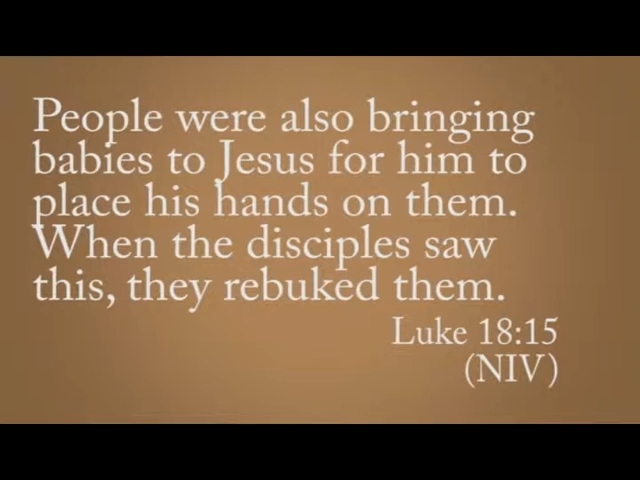 People were also bringing
babies to Jesus for him to
place his hands on them.
When the disciples saw
this, they rebuked them.
Luke 18:15
(NIV)